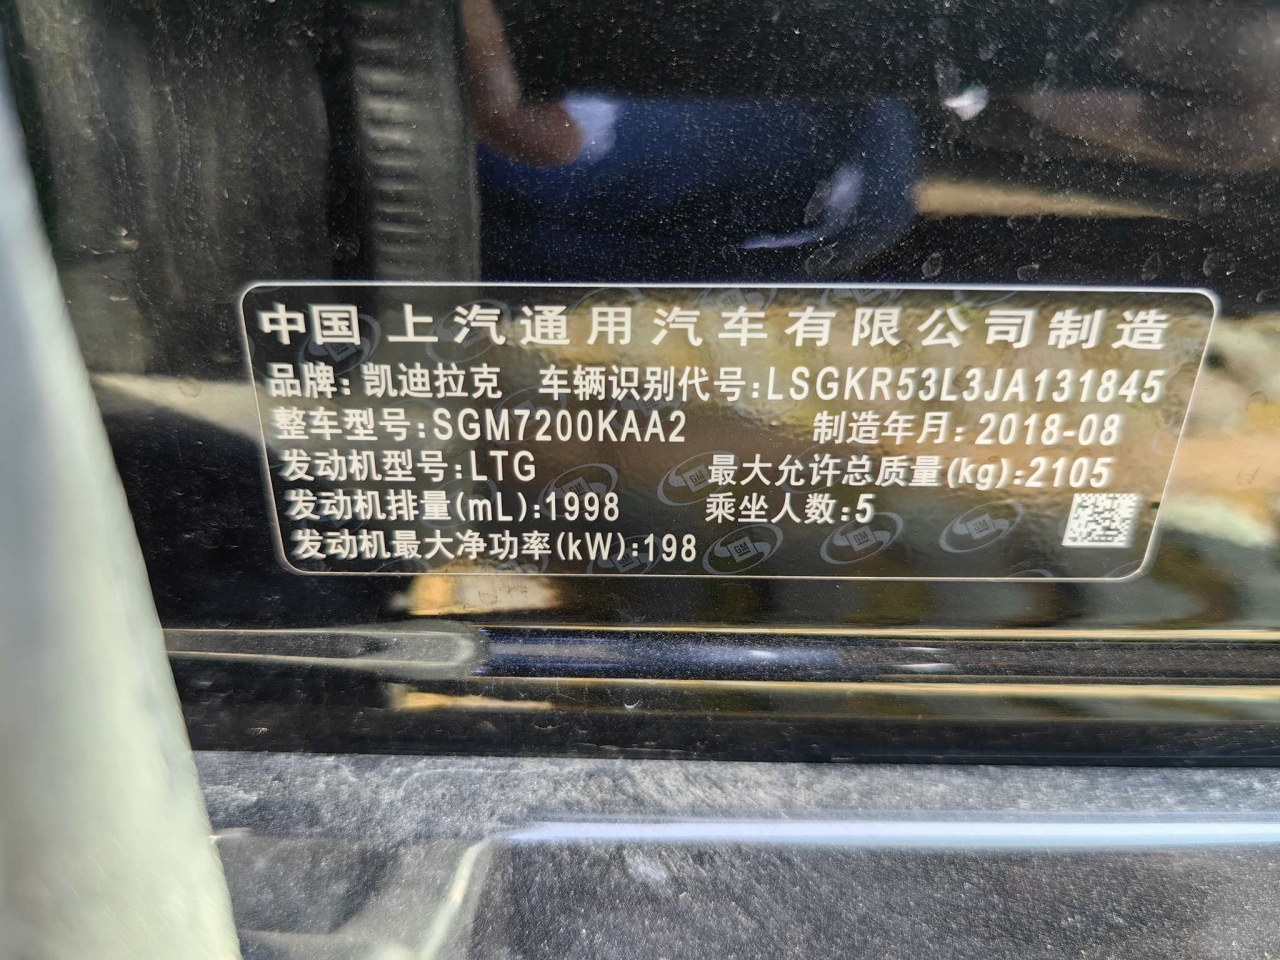 中国 上汽通用汽车有限公司制造
品牌:凯迪拉克 车辆识别代号:LSGKR53L3JA131845
整车型号:SGM7200KAA2 制造年月:2018-08
发动机型号:LTG 最大允许总质量(kg):2105
发动机排量(mL):1998 乘坐人数:5
发动机最大净功率(kW):198